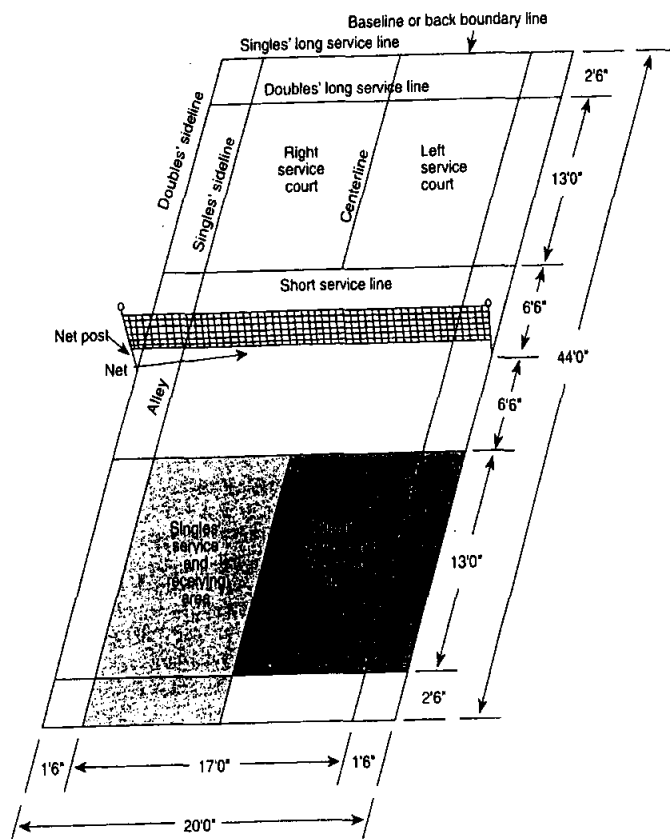 Baseline or back boundary line
Singles' long service line
2'6"
Doubles' long service line
Doubles' sideline
Singles' sideline
Right
service
court
Centerline
Left
service
court
13'0"
Short service line
6'6"
Net post
Net
44'0"
Alley
6'6"
Singles
service
and
receiving
area
13'0"
2'6"
1'6"
17'0"
1'6"
20'0"